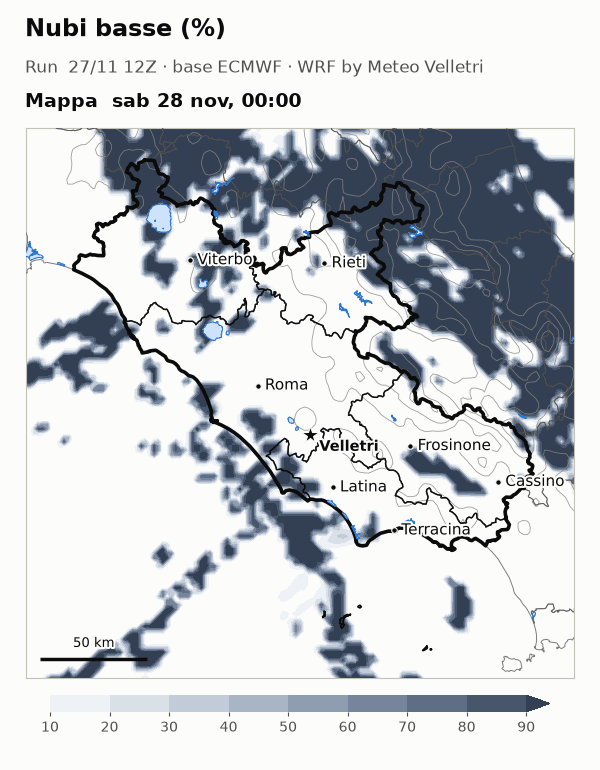 Nubi basse (%)
Run  27/11 12Z · base ECMWF · WRF by Meteo Velletri
Mappa  sab 28 nov, 00:00
Viterbo
Rieti
Roma
Velletri
Frosinone
Cassino
Latina
Terracina
50 km
10 20 30 40 50 60 70 80 90